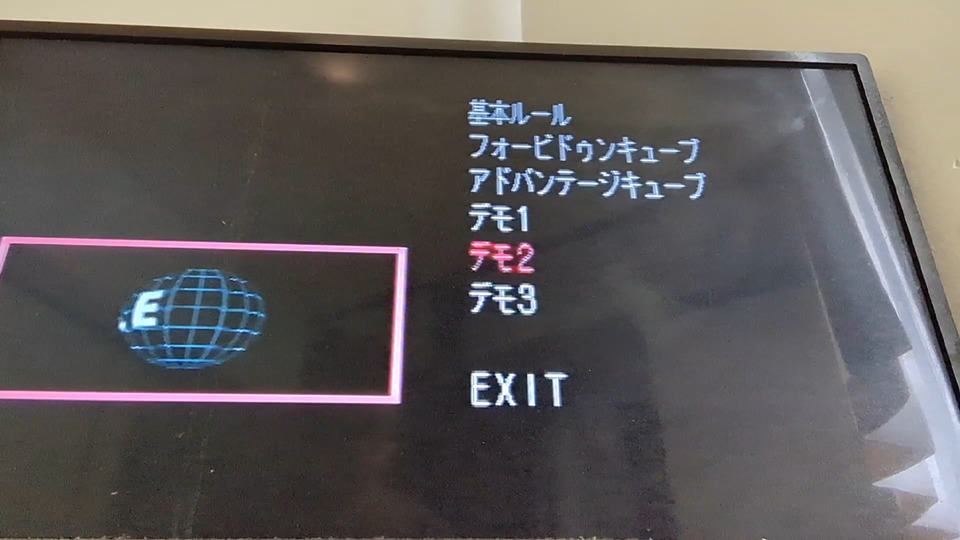 基本ルール
フォービドゥンキューブ
アドバンテージキューブ
デモ1
デモ2
デモ3
EXIT
E